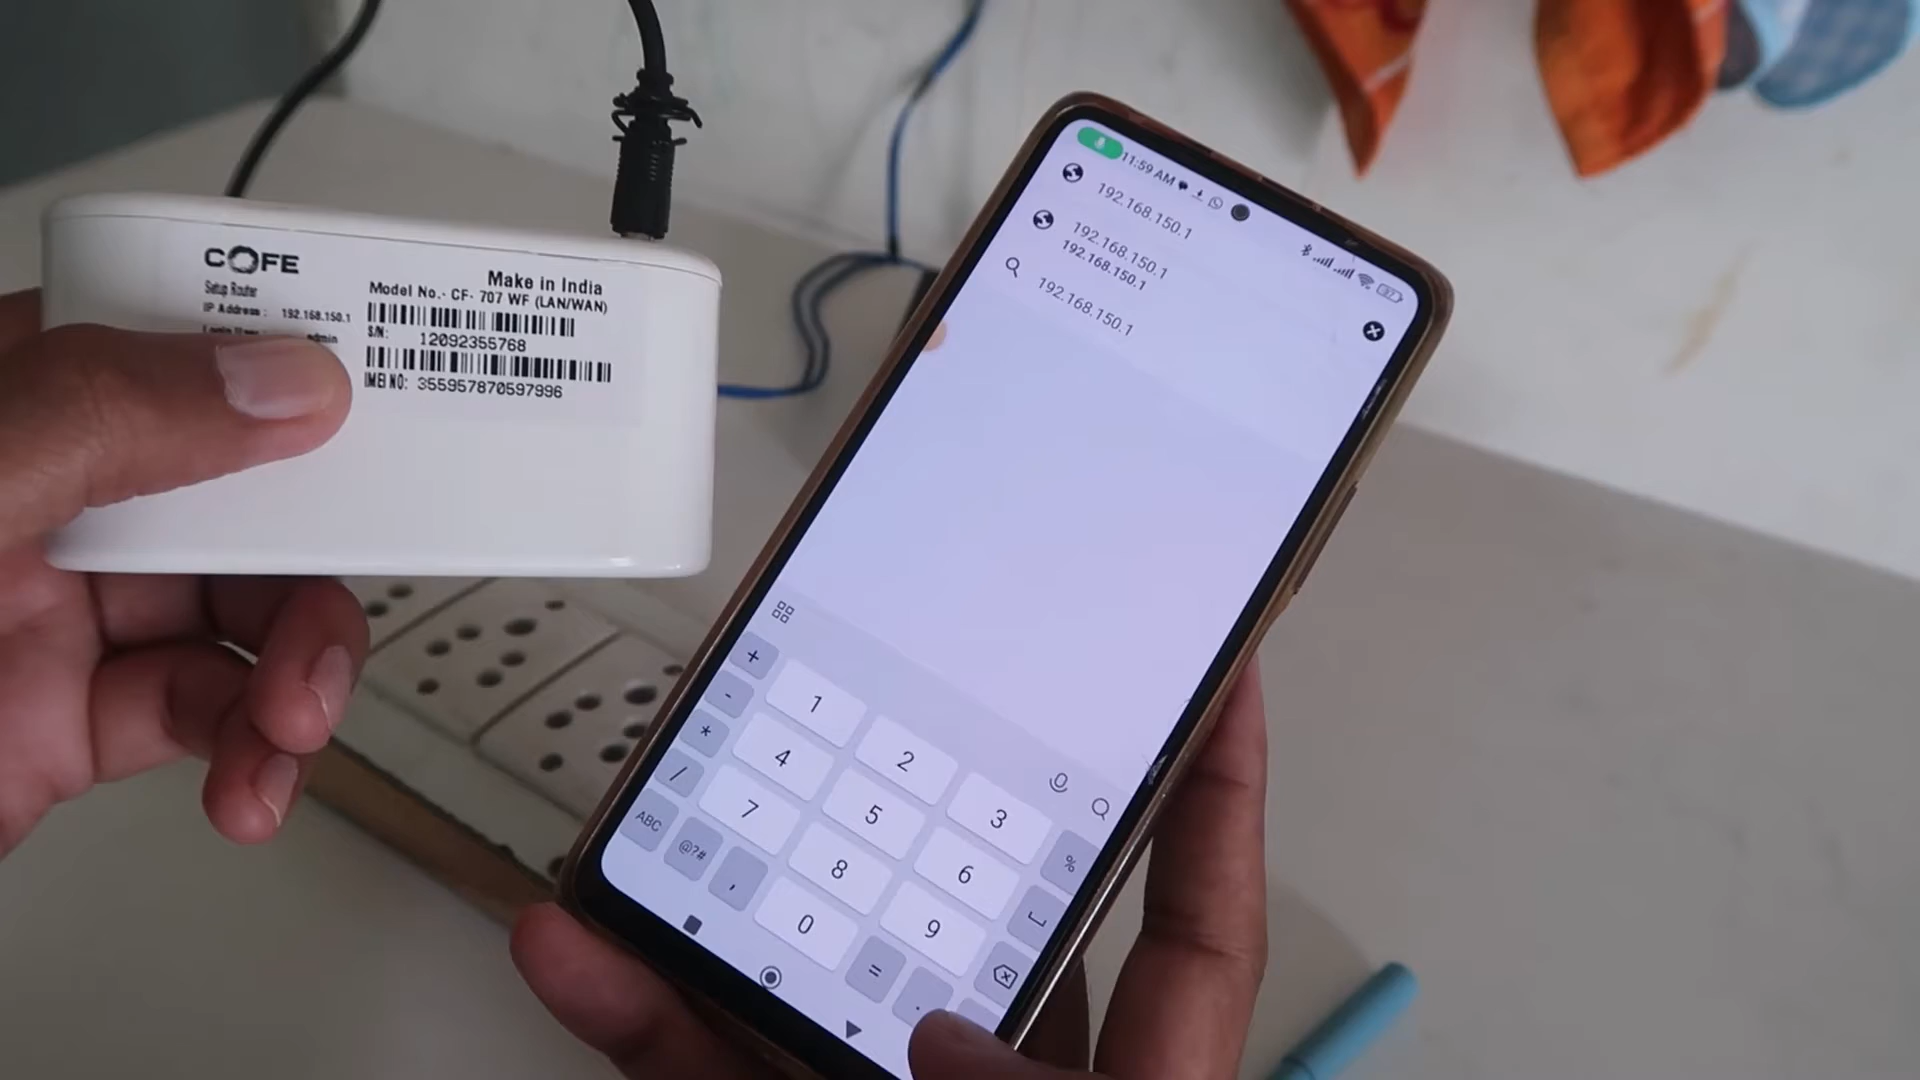 COFE
Setup Router
IP Address : 192.168.150.1
admin
Make in India
Model No.- CF- 707 WF (LAN/WAN)
S/N: 12092355768
IMEI NO: 355957870597996
11:59 AM
87
192.168.150.1
192.168.150.1
192.168.150.1
192.168.150.1
+ 1 2 3 %
- 4 5 6
* 7 8 9
/ ABC @?# , 0 = .